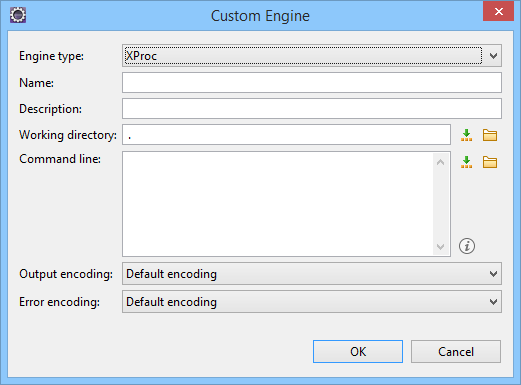 Custom Engine
Engine type: XProc
Name:
Description:
Working directory: .
Command line:
Output encoding: Default encoding
Error encoding: Default encoding
OK Cancel